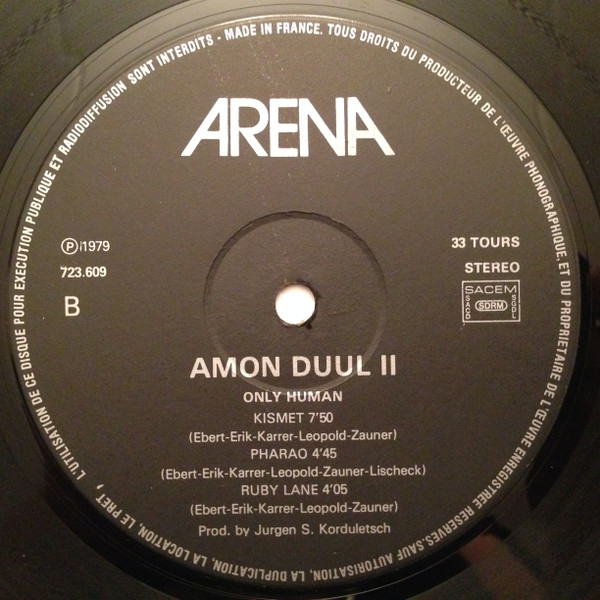 L'UTILISATION DE CE DISQUE POUR EXECUTION PUBLIQUE ET RADIODIFFUSION SONT INTERDITS - MADE IN FRANCE. TOUS DROITS DU PRODUCTEUR DE L'ŒUVRE PHONOGRAPHIQUE, ET DU PROPRIETAIRE DE L'ŒUVRE ENREGISTREE RESERVES. SAUF AUTORISATION, LA DUPLICATION, LA LOCATION, LE PRET,
ARENA
Ⓟ 1979
723.609
B
33 TOURS
STEREO
SACEM
SACD SDRM SGDL
AMON DUUL II
ONLY HUMAN
KISMET 7'50
(Ebert-Erik-Karrer-Leopold-Zauner)
PHARAO 4'45
(Ebert-Erik-Karrer-Leopold-Zauner-Lischeck)
RUBY LANE 4'05
(Ebert-Erik-Karrer-Leopold-Zauner)
Prod. by Jurgen S. Korduletsch